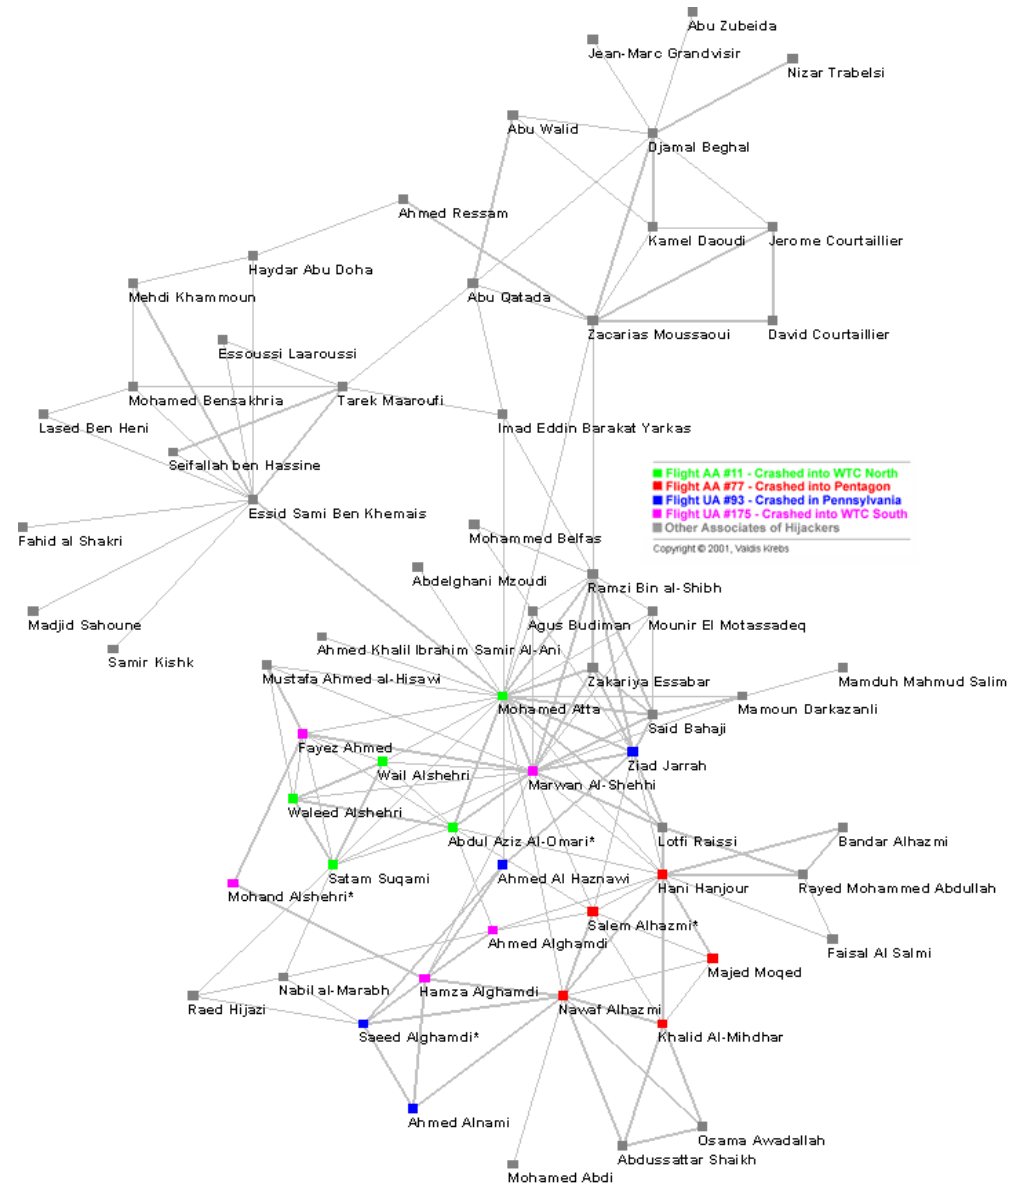 Abu Zubeida
Jean-Marc Grandvisir
Nizar Trabelsi
Abu Walid
Djamal Beghal
Ahmed Ressam
Kamel Daoudi
Jerome Courtaillier
Haydar Abu Doha
Mehdi Khammoun
Abu Qatada
Zacarias Moussaoui
David Courtaillier
Essoussi Laaroussi
Mohamed Bensakhria
Tarek Maaroufi
Lased Ben Heni
Imad Eddin Barakat Yarkas
Seifallah ben Hassine
Flight AA #11 - Crashed into WTC North
Flight AA #77 - Crashed into Pentagon
Flight UA #93 - Crashed in Pennsylvania
Flight UA #175 - Crashed into WTC South
Other Associates of Hijackers
Copyright © 2001, Valdis Krebs
Essid Sami Ben Khemais
Fahid al Shakri
Mohammed Belfas
Abdelghani Mzoudi
Ramzi Bin al-Shibh
Madjid Sahoune
Agus Budiman
Mounir El Motassadeq
Ahmed Khalil Ibrahim Samir Al-Ani
Samir Kishk
Mustafa Ahmed al-Hisawi
Zakariya Essabar
Mamduh Mahmud Salim
Mohamed Atta
Mamoun Darkazanli
Said Bahaji
Fayez Ahmed
Ziad Jarrah
Wail Alshehri
Marwan Al-Shehhi
Waleed Alshehri
Abdul Aziz Al-Omari*
Lotfi Raissi
Bandar Alhazmi
Satam Suqami
Ahmed Al Haznawi
Hani Hanjour
Rayed Mohammed Abdullah
Mohand Alshehri*
Salem Alhazmi*
Ahmed Alghamdi
Faisal Al Salmi
Majed Moqed
Nabil al-Marabh
Hamza Alghamdi
Raed Hijazi
Nawaf Alhazmi
Saeed Alghamdi*
Khalid Al-Mihdhar
Ahmed Alnami
Osama Awadallah
Abdussattar Shaikh
Mohamed Abdi